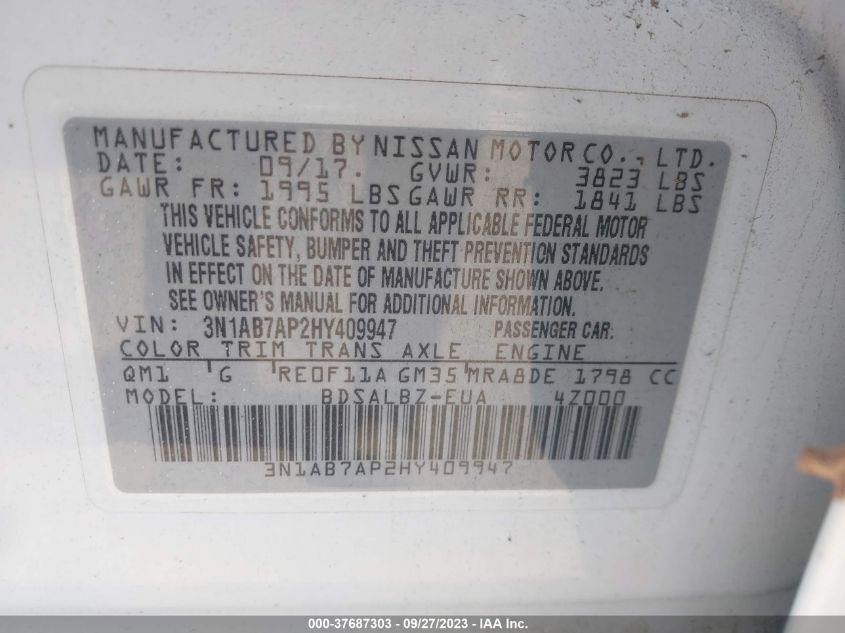 MANUFACTURED BY NISSAN MOTOR CO., LTD.
DATE: 09/17. GVWR: 3823 LBS
GAWR FR: 1995 LBS GAWR RR: 1841 LBS
THIS VEHICLE CONFORMS TO ALL APPLICABLE FEDERAL MOTOR
VEHICLE SAFETY, BUMPER AND THEFT PREVENTION STANDARDS
IN EFFECT ON THE DATE OF MANUFACTURE SHOWN ABOVE.
SEE OWNER'S MANUAL FOR ADDITIONAL INFORMATION.
VIN: 3N1AB7AP2HY409947 PASSENGER CAR.
COLOR TRIM TRANS AXLE ENGINE
QM1 G RE0F11A GM35 MRA8DE 1798 CC
MODEL: BDSALBZ-EUA 4Z000
3N1AB7AP2HY409947
000-37687303 - 09/27/2023 - IAA Inc.